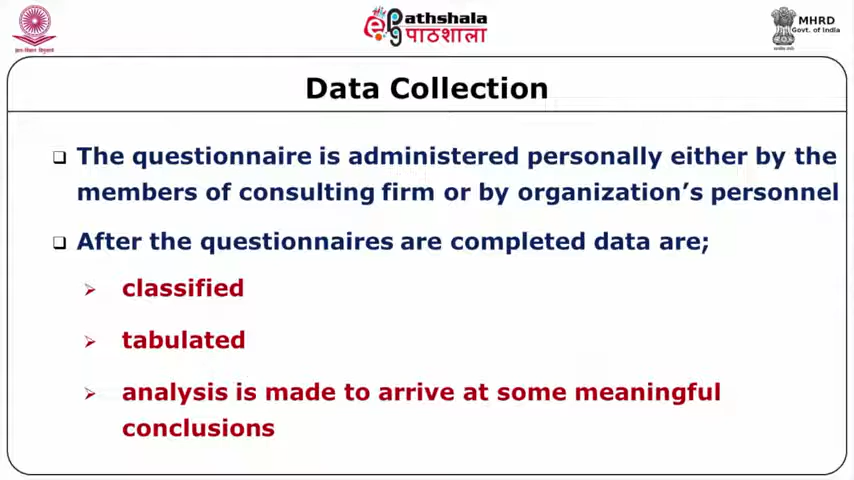 ePathshala
पाठशाला
MHRD
Govt. of India
Data Collection
The questionnaire is administered personally either by the
members of consulting firm or by organization's personnel
After the questionnaires are completed data are;
classified
tabulated
analysis is made to arrive at some meaningful
conclusions